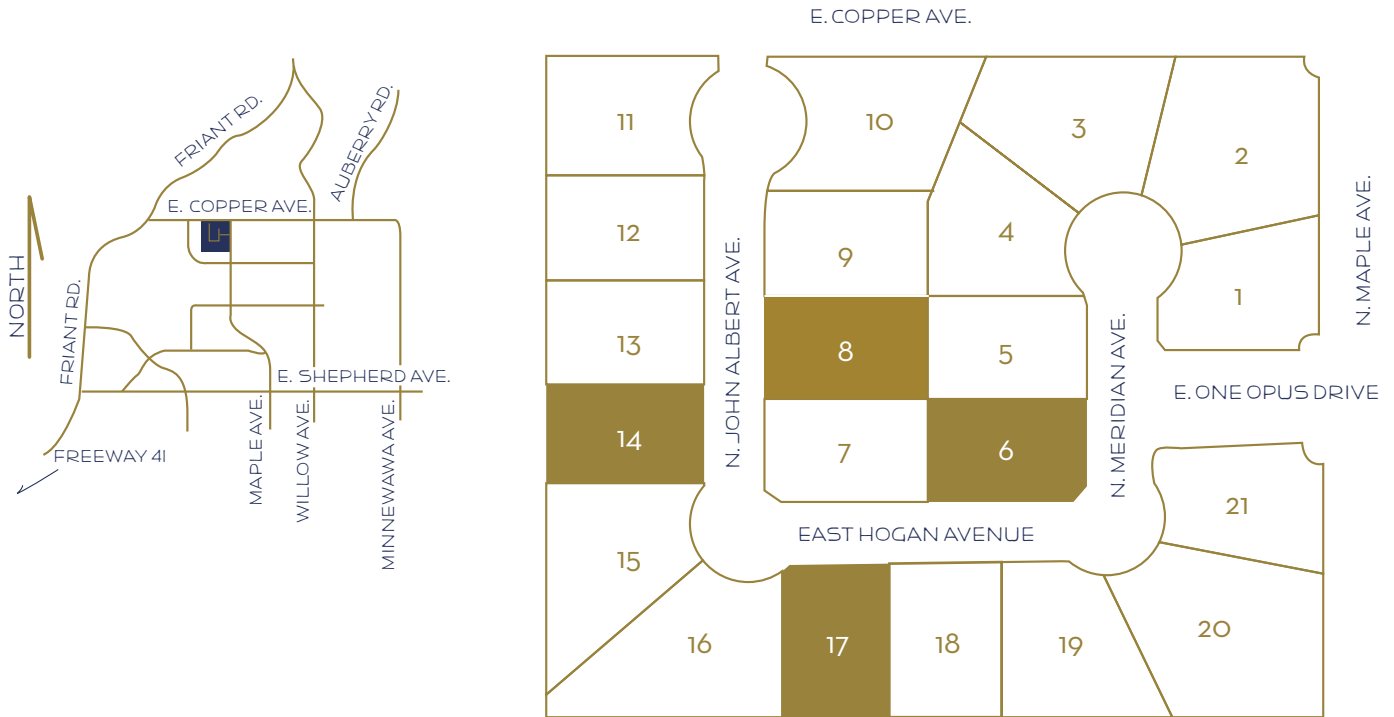 E. COPPER AVE.
FRIANT RD.
AUBERRY RD.
E. COPPER AVE.
NORTH
FRIANT RD.
E. SHEPHERD AVE.
FREEWAY 41
MAPLE AVE.
WILLOW AVE.
MINNEWAWA AVE.
11
10
3
2
12
9
4
1
13
8
5
14
7
6
15
16
17
18
19
20
21
N. JOHN ALBERT AVE.
N. MERIDIAN AVE.
N. MAPLE AVE.
E. ONE OPUS DRIVE
EAST HOGAN AVENUE